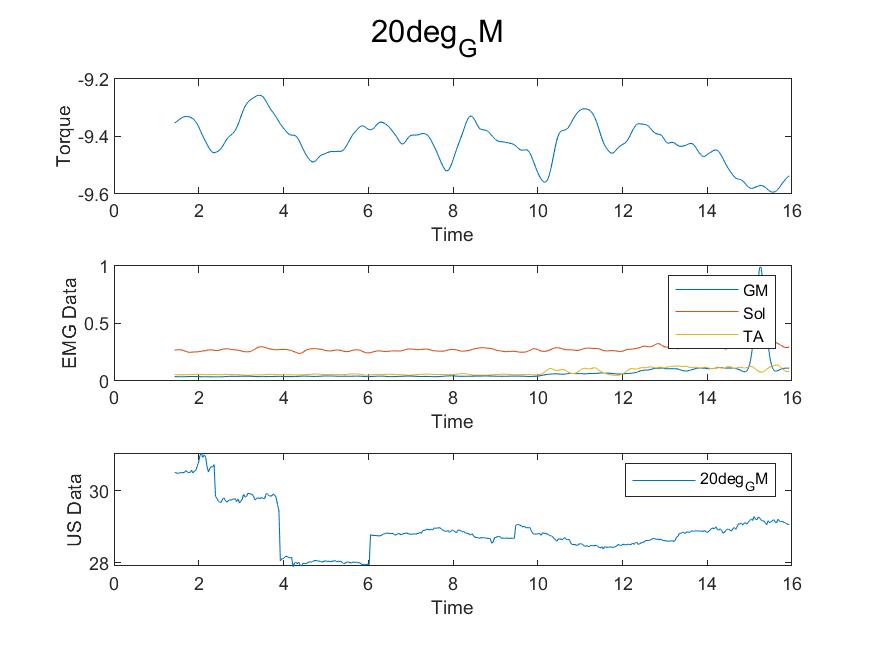 20deg_GM
-9.2
-9.4
-9.6
Torque
0 2 4 6 8 10 12 14 16
Time
1
0.5
0
EMG Data
GM
Sol
TA
0 2 4 6 8 10 12 14 16
Time
30
28
US Data
20deg_GM
0 2 4 6 8 10 12 14 16
Time